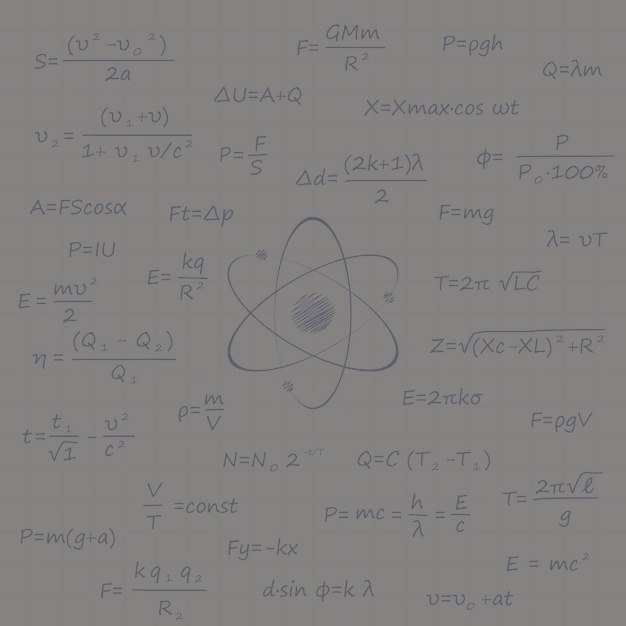 S= (υ² -υ₀²) / 2a
F= GMm / R²
P=ρgh
Q=λm
ΔU=A+Q
X=Xmax·cos ωt
υ₂= (υ₁+υ) / 1+ υ₁ υ/c²
P= F / S
Δd= (2k+1)λ / 2
ϕ= P / P₀·100%
A=FScosα
Ft=Δp
F=mg
P=IU
λ= υT
E= kq / R²
E= mυ² / 2
T=2π √LC
η= (Q₁ - Q₂) / Q₁
Z=√(Xc-XL)²+R²
ρ= m / V
E=2πkσ
F=ρgV
t= t₁ / √1 - υ² / c²
N=N₀ 2^-t/T
Q=C (T₂ -T₁)
V / T =const
P= mc = h / λ = E / c
T= 2π√ℓ / g
P=m(g+a)
Fy=-kx
E = mc²
F= kq₁ q₂ / R₂
d·sin ϕ=k λ
υ=υ₀ +at